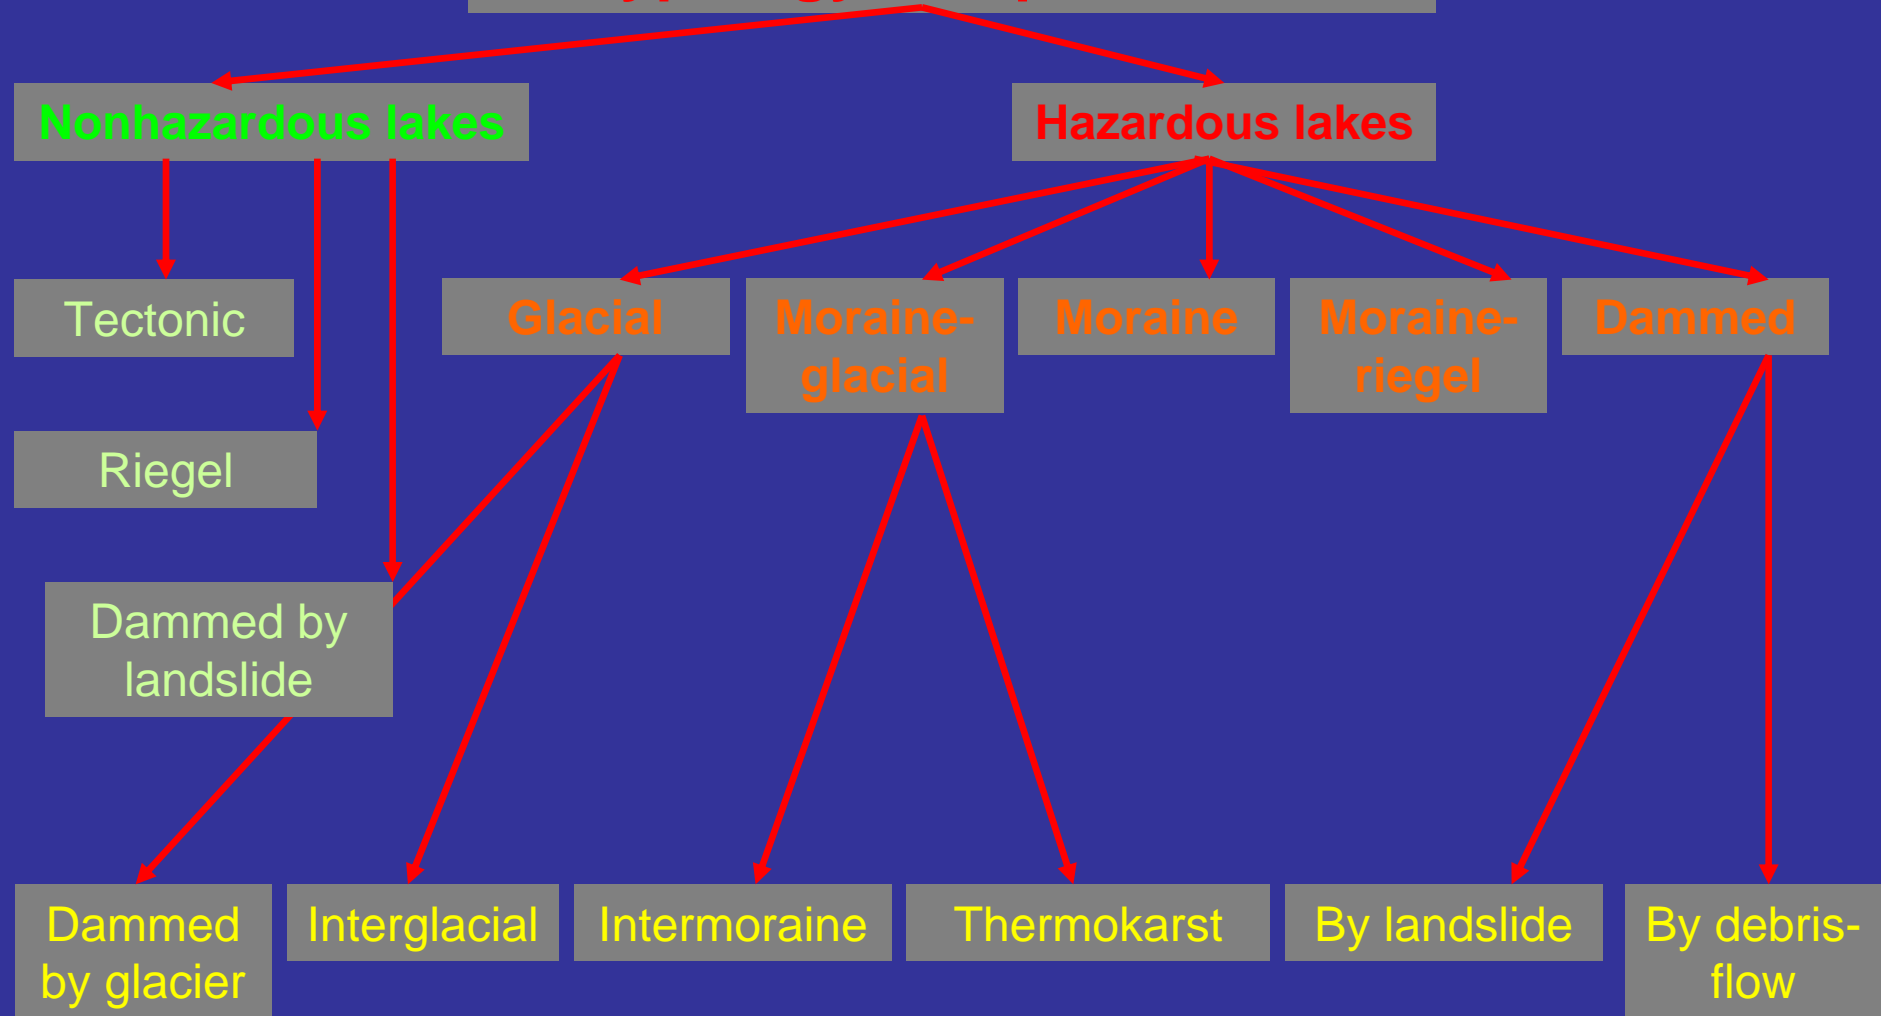 Nonhazardous lakes
Hazardous lakes
Tectonic
Glacial
Moraine-
glacial
Moraine
Moraine-
riegel
Dammed
Riegel
Dammed by
landslide
Dammed
by glacier
Interglacial
Intermoraine
Thermokarst
By landslide
By debris-
flow